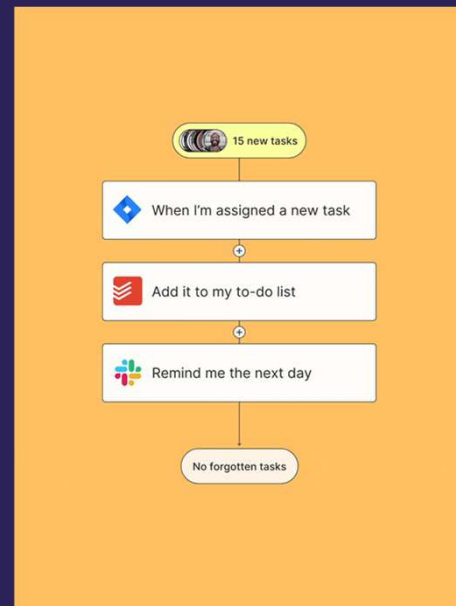 15 new tasks
When I'm assigned a new task
Add it to my to-do list
Remind me the next day
No forgotten tasks